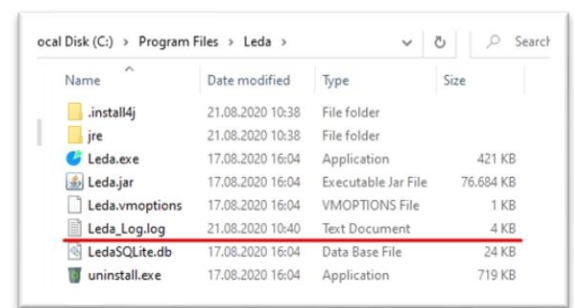 ocal Disk (C:) > Program Files > Leda > Search
Name Date modified Type Size
.install4j 21.08.2020 10:38 File folder
jre 21.08.2020 10:38 File folder
Leda.exe 17.08.2020 16:04 Application 421 KB
Leda.jar 17.08.2020 16:04 Executable Jar File 76.684 KB
Leda.vmoptions 17.08.2020 16:04 VMOPTIONS File 1 KB
Leda_Log.log 21.08.2020 10:40 Text Document 4 KB
LedaSQLite.db 17.08.2020 16:04 Data Base File 24 KB
uninstall.exe 17.08.2020 16:04 Application 719 KB